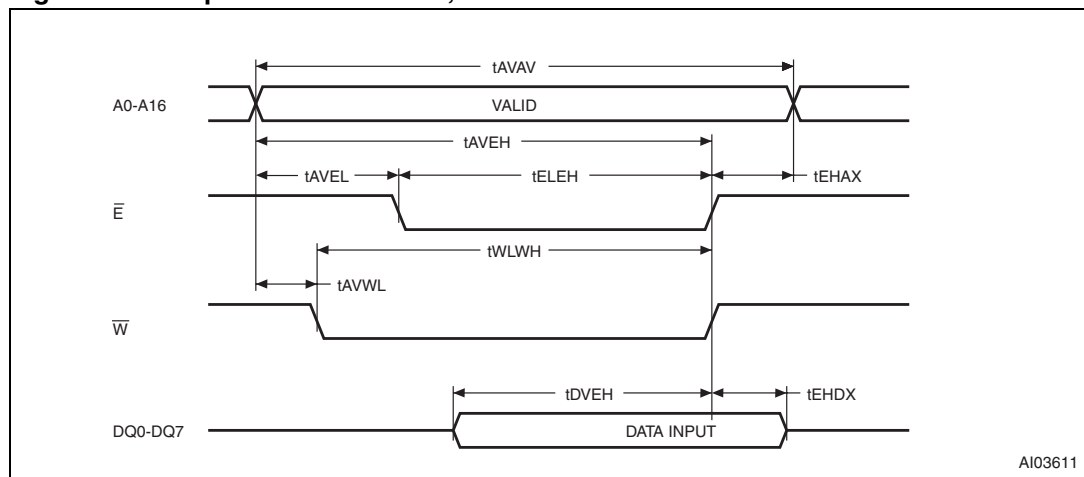 tAVAV
A0-A16 VALID
tAVEH
tAVEL tELEH tEHAX
E̅
tWLWH
tAVWL
W̅
tDVEH tEHDX
DQ0-DQ7 DATA INPUT
AI03611